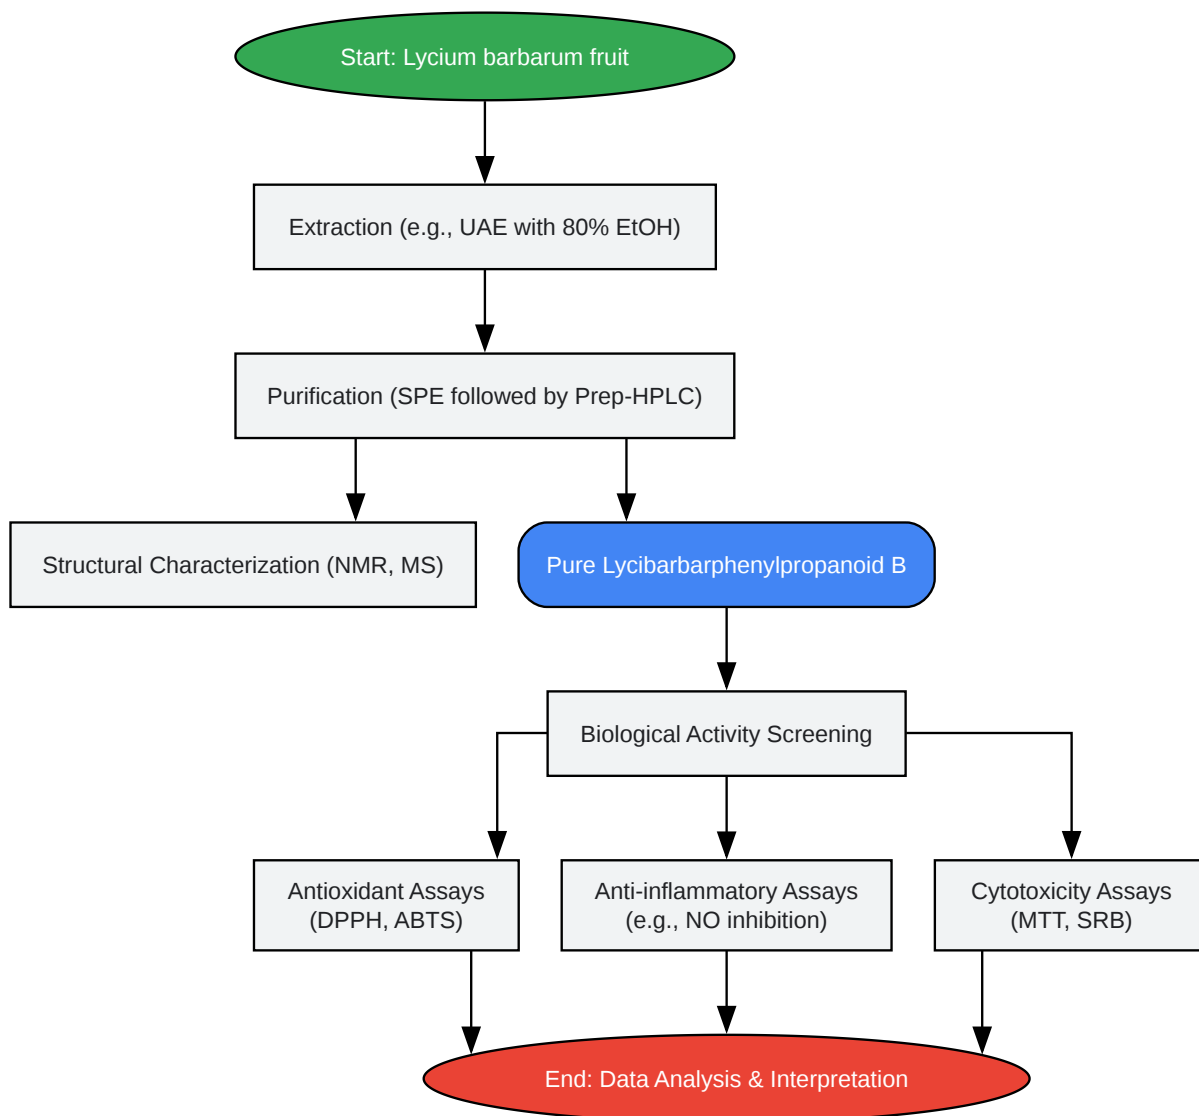 Start: Lycium barbarum fruit
Extraction (e.g., UAE with 80% EtOH)
Purification (SPE followed by Prep-HPLC)
Structural Characterization (NMR, MS)
Pure Lycibarbarphenylpropanoid B
Biological Activity Screening
Antioxidant Assays
(DPPH, ABTS)
Anti-inflammatory Assays
(e.g., NO inhibition)
Cytotoxicity Assays
(MTT, SRB)
End: Data Analysis & Interpretation